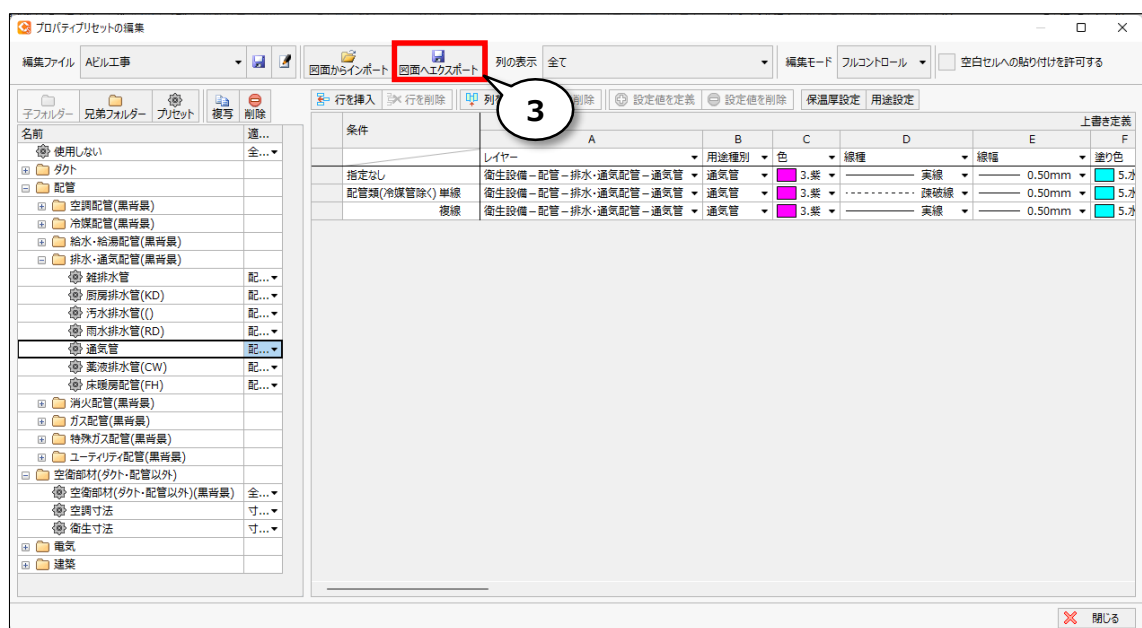 プロパティプリセットの編集
編集ファイル Aビル工事 図面からインポート 図面へエクスポート 列の表示 全て 編集モード フルコントロール 空白セルへの貼り付けを許可する
3
子フォルダー 兄弟フォルダー プリセット 複写 削除 行を挿入 行を削除 列を 削除 設定値を定義 設定値を削除 保温厚設定 用途設定
名前 適...
条件 上書き定義
A B C D E F
レイヤー 用途種別 色 線種 線幅 塗り色
指定なし 衛生設備－配管－排水・通気配管－通気管 通気管 3.紫 実線 0.50mm 5.水
配管類(冷媒管除く) 単線 衛生設備－配管－排水・通気配管－通気管 通気管 3.紫 疎破線 0.50mm 5.水
複線 衛生設備－配管－排水・通気配管－通気管 通気管 3.紫 実線 0.50mm 5.水
使用しない 全...
ダクト
配管
空調配管(黒背景)
冷媒配管(黒背景)
給水・給湯配管(黒背景)
排水・通気配管(黒背景)
雑排水管 配...
厨房排水管(KD) 配...
汚水排水管(() 配...
雨水排水管(RD) 配...
通気管 配...
薬液排水管(CW) 配...
床暖房配管(FH) 配...
消火配管(黒背景)
ガス配管(黒背景)
特殊ガス配管(黒背景)
ユーティリティ配管(黒背景)
空衛部材(ダクト・配管以外)
空衛部材(ダクト・配管以外)(黒背景) 全...
空調寸法 寸...
衛生寸法 寸...
電気
建築
閉じる